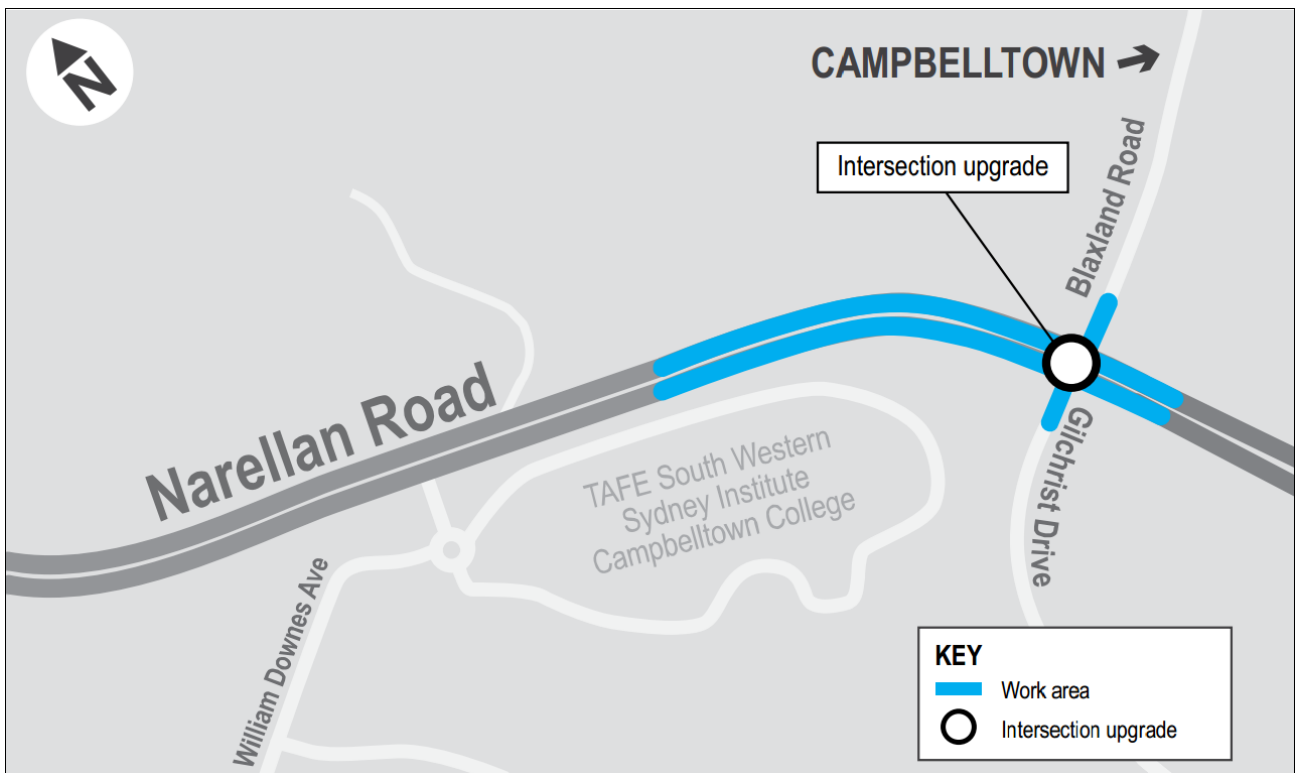 N
CAMPBELLTOWN
Intersection upgrade
Blaxland Road
Narellan Road
TAFE South Western
Sydney Institute
Campbelltown College
Gilchrist Drive
William Downes Ave
KEY
Work area
Intersection upgrade